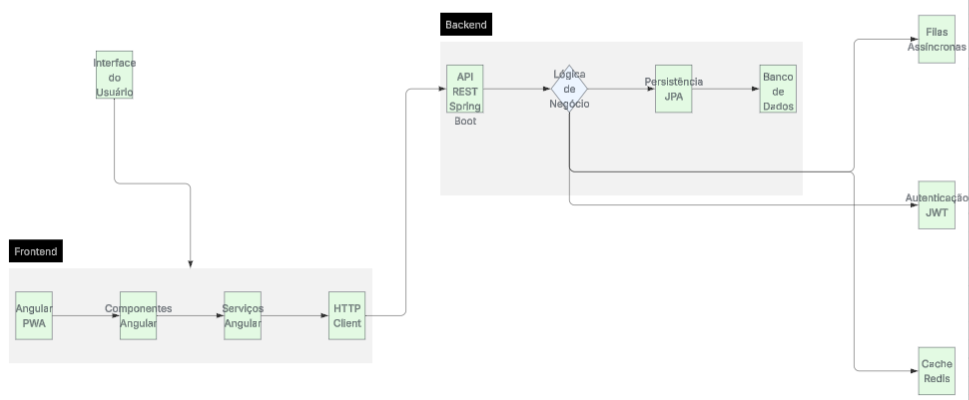 Backend
Filas
Assíncronas
Interface
do
Usuário
API
REST
Spring
Boot
Lógica
de
Negócio
Persistência
JPA
Banco
de
Dados
Autenticação
JWT
Frontend
Angular
PWA
Componentes
Angular
Serviços
Angular
HTTP
Client
Cache
Redis